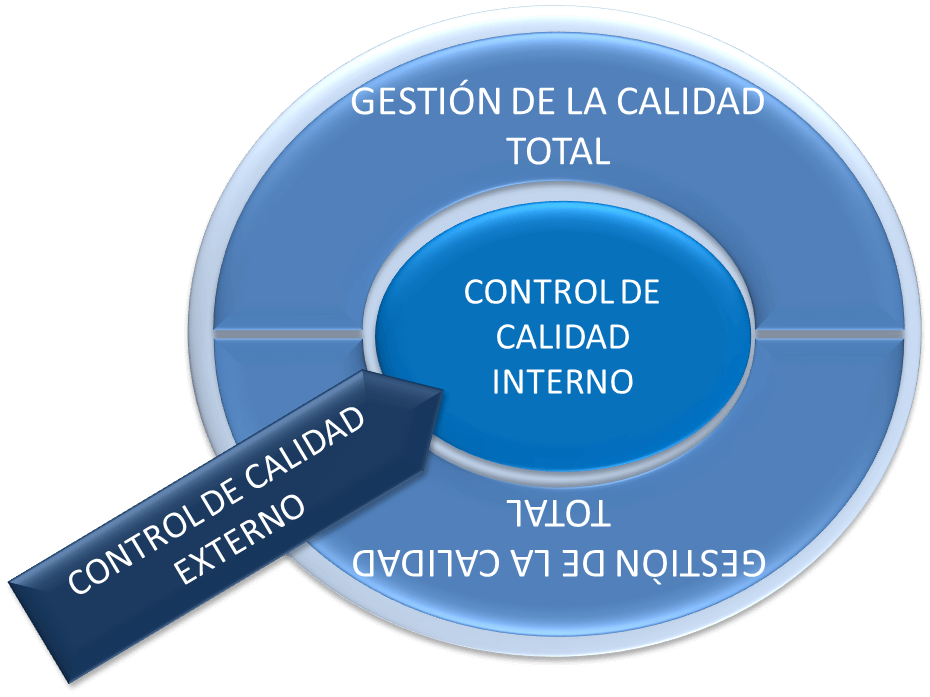 GESTIÓN DE LA CALIDAD
TOTAL
CONTROL DE
CALIDAD
INTERNO
CONTROL DE CALIDAD
EXTERNO
GESTIÓN DE LA CALIDAD
TOTAL